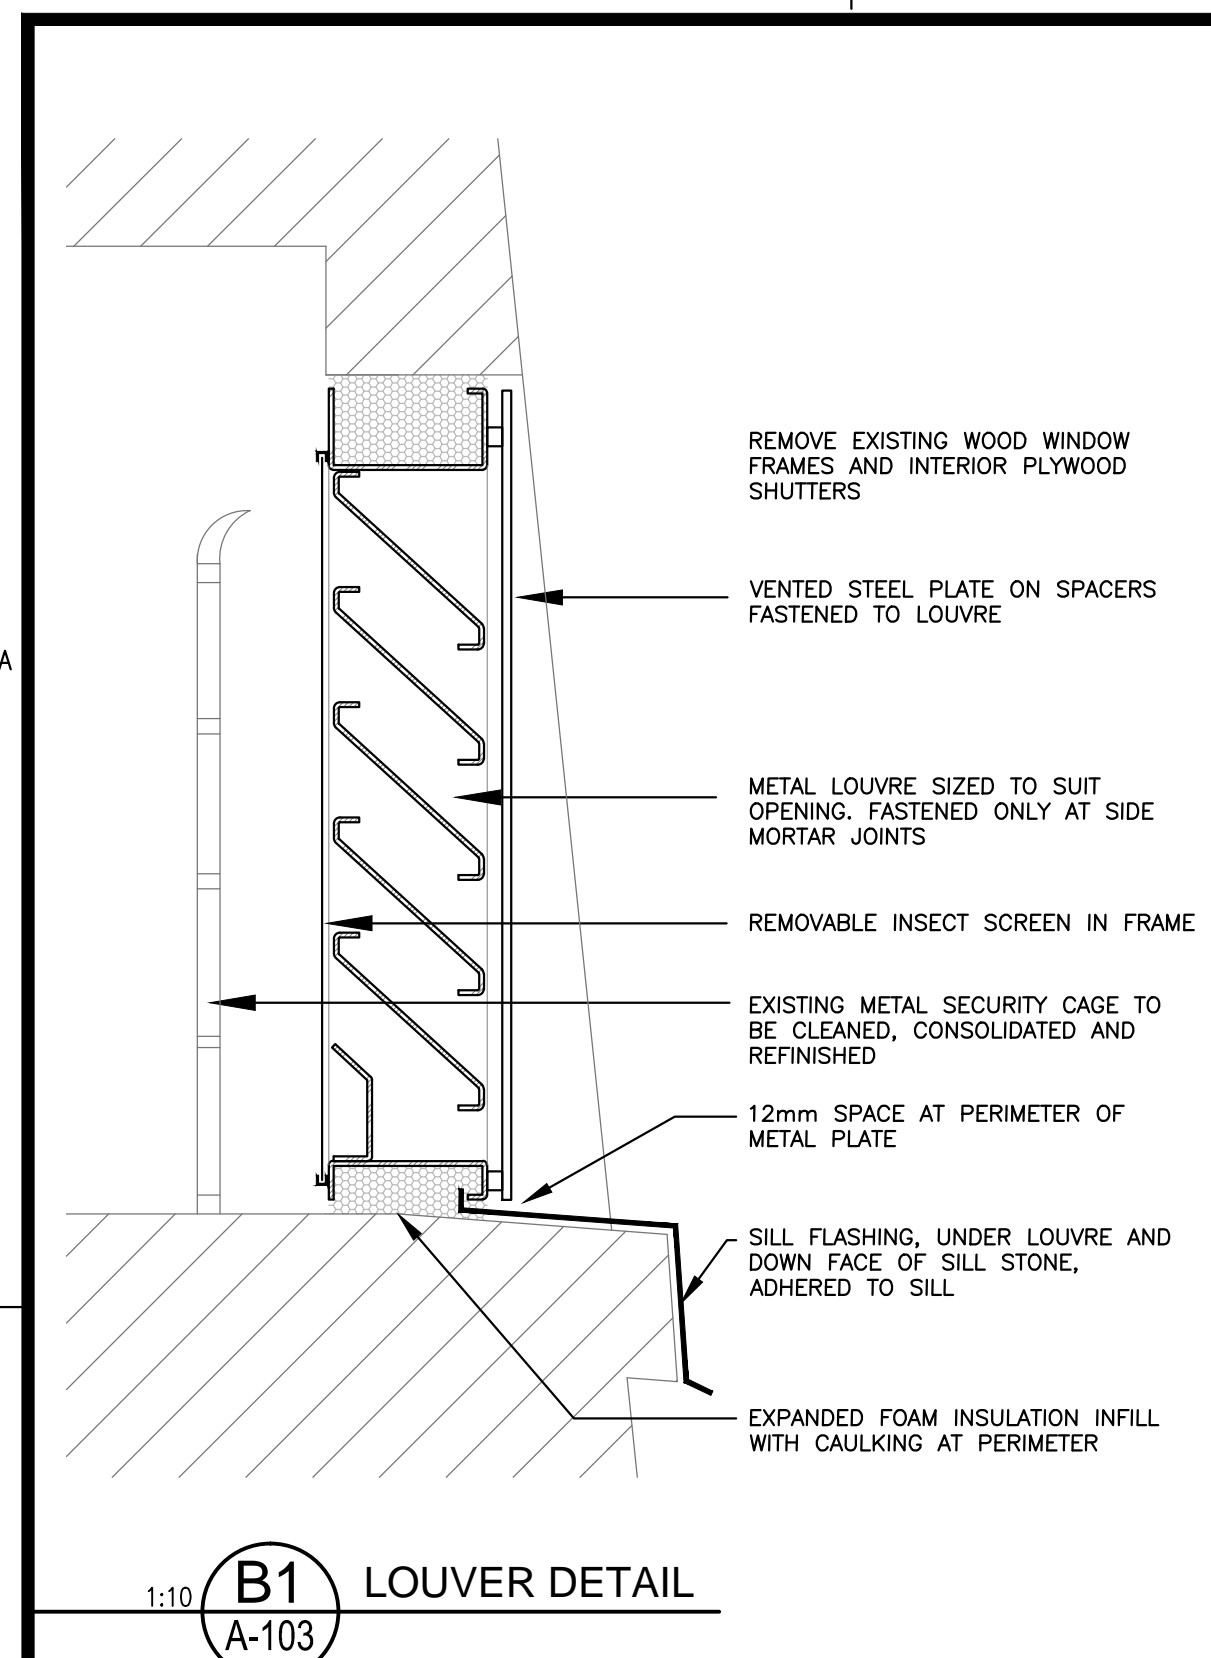 REMOVE EXISTING WOOD WINDOW
FRAMES AND INTERIOR PLYWOOD
SHUTTERS
VENTED STEEL PLATE ON SPACERS
FASTENED TO LOUVRE
A
METAL LOUVRE SIZED TO SUIT
OPENING. FASTENED ONLY AT SIDE
MORTAR JOINTS
REMOVABLE INSECT SCREEN IN FRAME
EXISTING METAL SECURITY CAGE TO
BE CLEANED, CONSOLIDATED AND
REFINISHED
12mm SPACE AT PERIMETER OF
METAL PLATE
SILL FLASHING, UNDER LOUVRE AND
DOWN FACE OF SILL STONE,
ADHERED TO SILL
EXPANDED FOAM INSULATION INFILL
WITH CAULKING AT PERIMETER
1:10
B1
A-103
LOUVER DETAIL